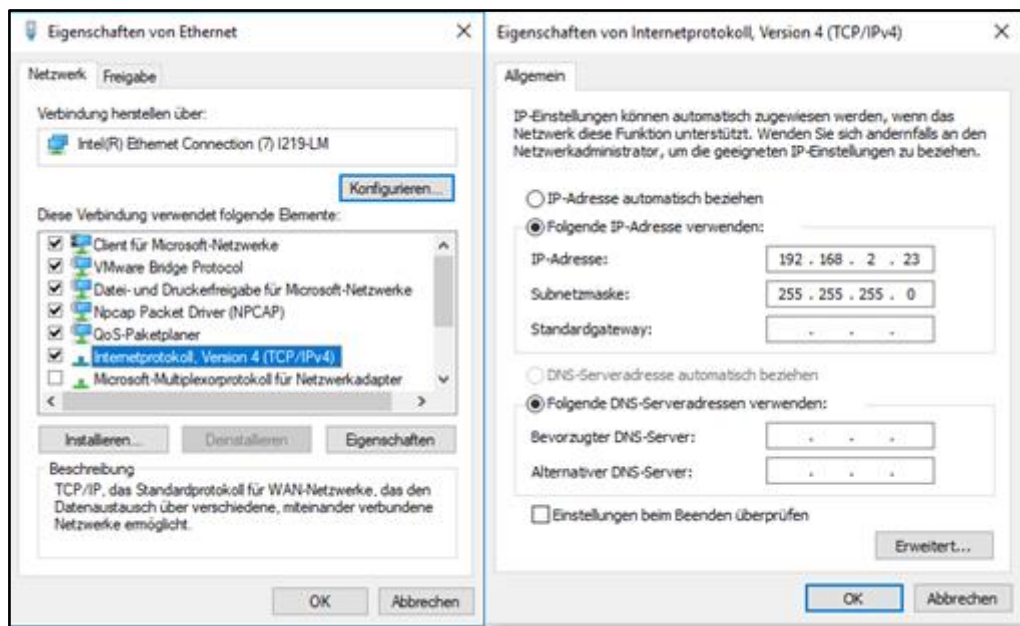 Eigenschaften von Ethernet
Netzwerk Freigabe
Verbindung herstellen über:
Intel(R) Ethernet Connection (7) I219-LM
Konfigurieren...
Diese Verbindung verwendet folgende Elemente:
Client für Microsoft-Netzwerke
VMware Bridge Protocol
Datei- und Druckerfreigabe für Microsoft-Netzwerke
Npcap Packet Driver (NPCAP)
QoS-Paketplaner
Internetprotokoll, Version 4 (TCP/IPv4)
Microsoft-Multiplexorprotokoll für Netzwerkadapter
Installieren... Deinstallieren Eigenschaften
Beschreibung
TCP/IP, das Standardprotokoll für WAN-Netzwerke, das den
Datenaustausch über verschiedene, miteinander verbundene
Netzwerke ermöglicht.
OK Abbrechen
Eigenschaften von Internetprotokoll, Version 4 (TCP/IPv4)
Allgemein
IP-Einstellungen können automatisch zugewiesen werden, wenn das
Netzwerk diese Funktion unterstützt. Wenden Sie sich andernfalls an den
Netzwerkadministrator, um die geeigneten IP-Einstellungen zu beziehen.
IP-Adresse automatisch beziehen
Folgende IP-Adresse verwenden:
IP-Adresse: 192 . 168 . 2 . 23
Subnetzmaske: 255 . 255 . 255 . 0
Standardgateway: . . .
DNS-Serveradresse automatisch beziehen
Folgende DNS-Serveradressen verwenden:
Bevorzugter DNS-Server: . . .
Alternativer DNS-Server: . . .
Einstellungen beim Beenden überprüfen
Erweitert...
OK Abbrechen